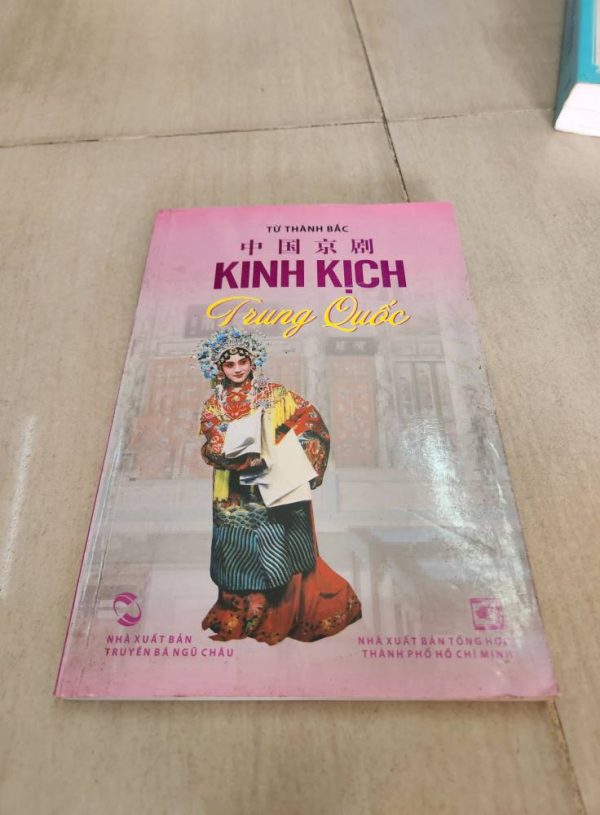 TỪ THÀNH BẮC
中国京剧
KINH KỊCH
Trung Quốc
NHÀ XUẤT BẢN
TRUYỀN BÁ NGŨ CHÂU
NHÀ XUẤT BẢN TỔNG HỢP
THÀNH PHỐ HỒ CHÍ MINH